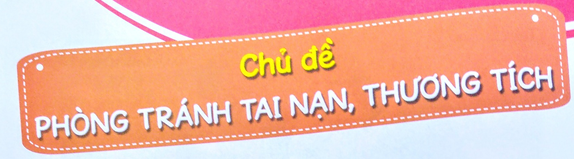 Chủ đề
PHÒNG TRÁNH TAI NẠN, THƯƠNG TÍCH